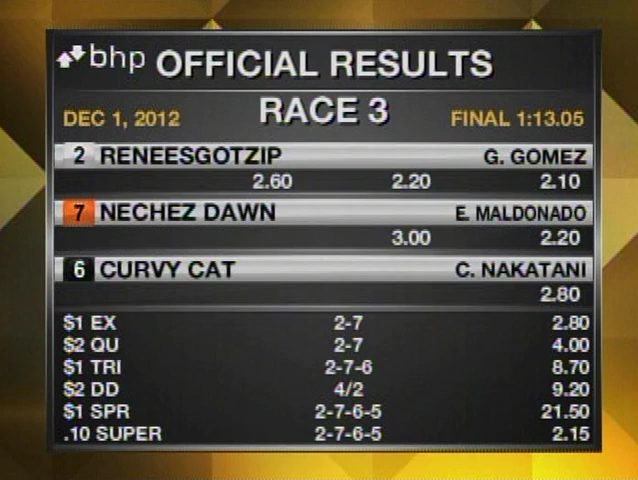 bhp OFFICIAL RESULTS
DEC 1, 2012 RACE 3 FINAL 1:13.05
2 RENEESGOTZIP G. GOMEZ
2.60 2.20 2.10
7 NECHEZ DAWN E. MALDONADO
3.00 2.20
6 CURVY CAT C. NAKATANI
2.80
$1 EX 2-7 2.80
$2 QU 2-7 4.00
$1 TRI 2-7-6 8.70
$2 DD 4/2 9.20
$1 SPR 2-7-6-5 21.50
.10 SUPER 2-7-6-5 2.15